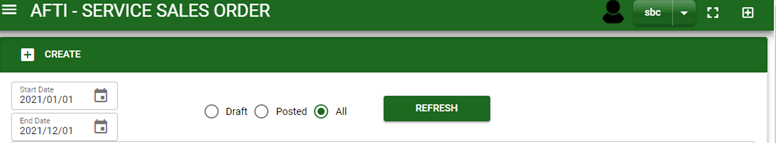 AFTI - SERVICE SALES ORDER
sbc
CREATE
Start Date
2021/01/01
Draft Posted All
REFRESH
End Date
2021/12/01